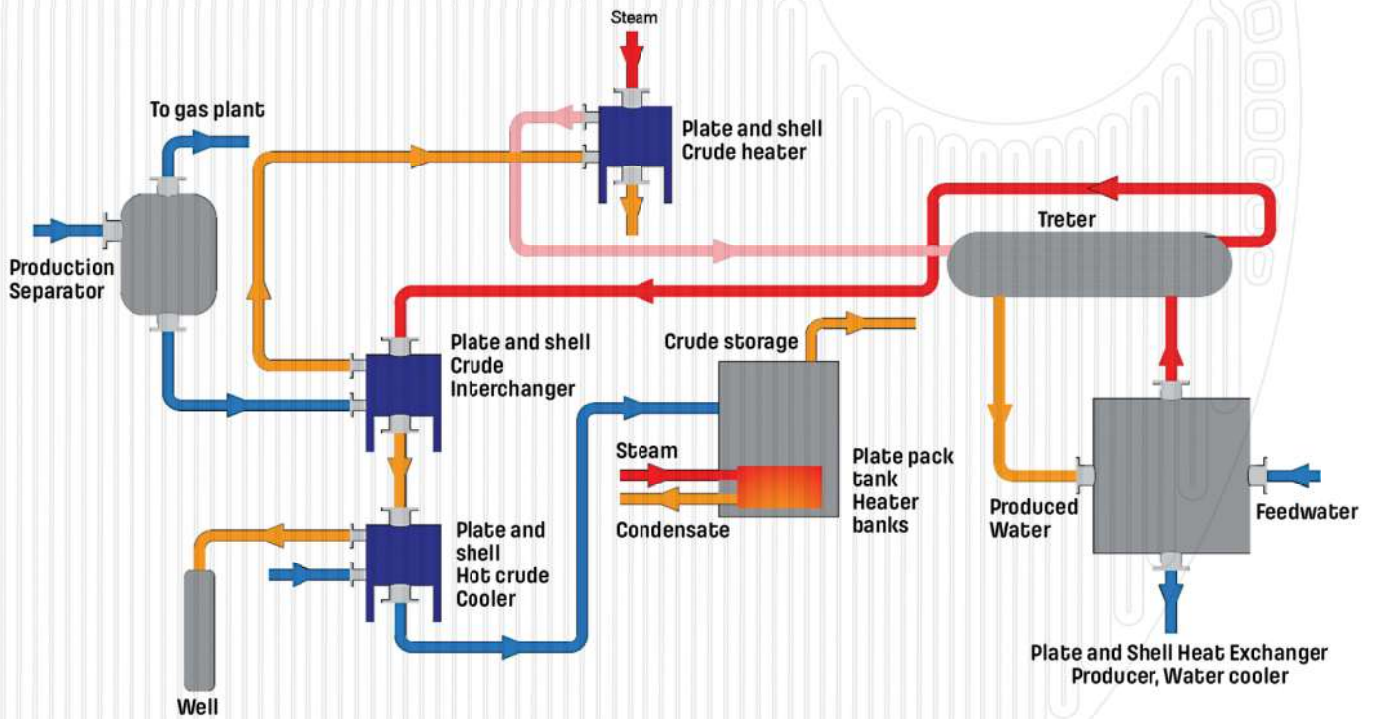 Steam
To gas plant
Plate and shell
Crude heater
Treter
Production
Separator
Plate and shell
Crude
Interchanger
Crude storage
Steam
Condensate
Plate pack
tank
Heater
banks
Produced
Water
Feedwater
Plate and
shell
Hot crude
Cooler
Well
Plate and Shell Heat Exchanger
Producer, Water cooler